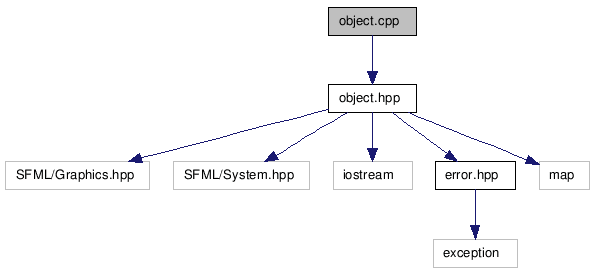 object.cpp
object.hpp
SFML/Graphics.hpp
SFML/System.hpp
iostream
error.hpp
map
exception